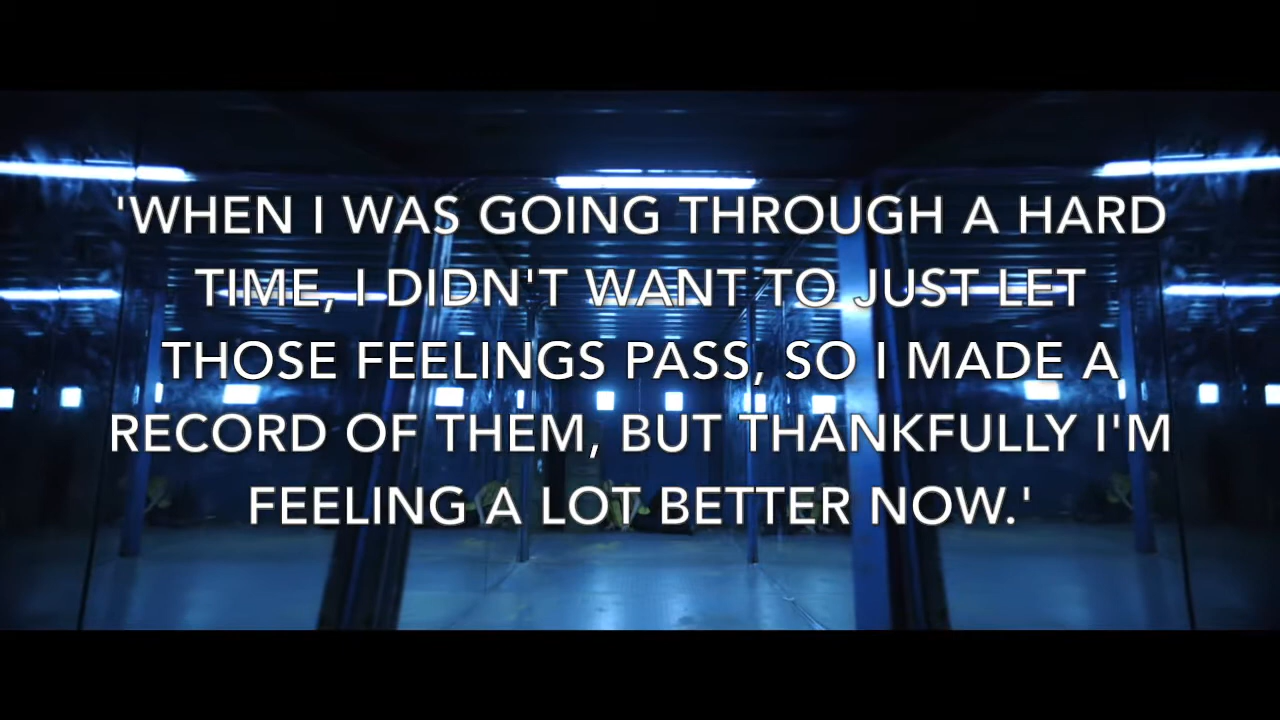 'WHEN I WAS GOING THROUGH A HARD
TIME, I DIDN'T WANT TO JUST LET
THOSE FEELINGS PASS, SO I MADE A
RECORD OF THEM, BUT THANKFULLY I'M
FEELING A LOT BETTER NOW.'